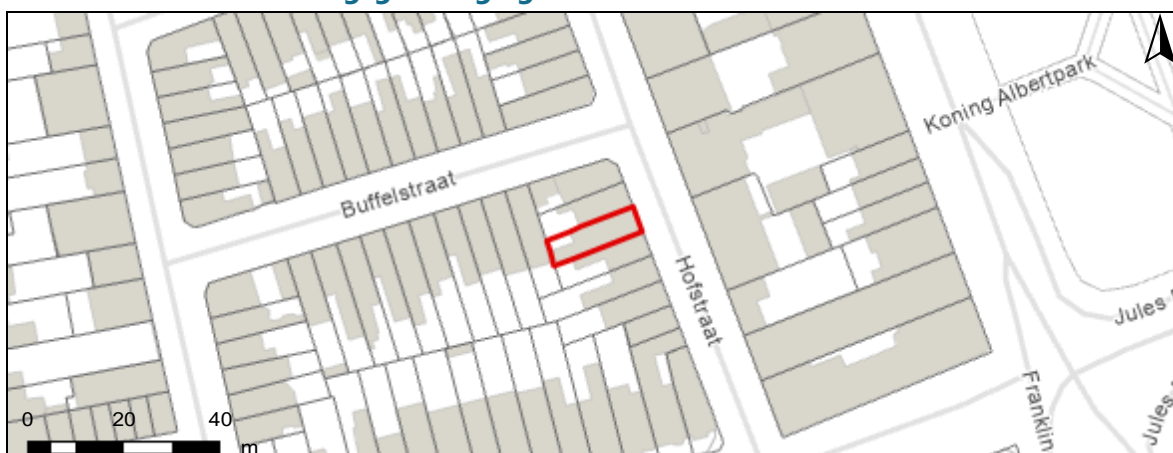 Koning Albertpark
Buffelstraat
Hofstraat
Jules
Franklin
Jules
0 20 40
m